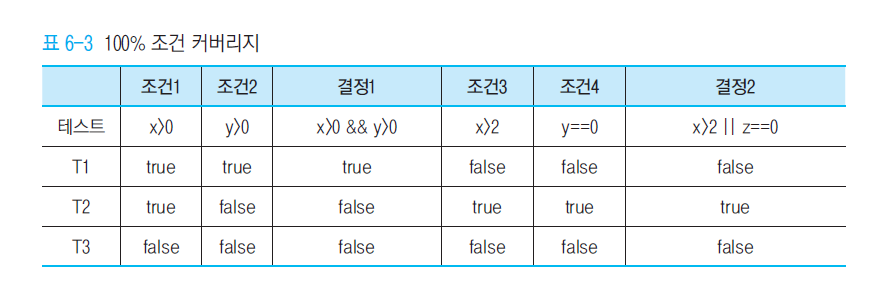 표 6-3 100% 조건 커버리지
조건1 조건2 결정1 조건3 조건4 결정2
테스트 x>0 y>0 x>0 && y>0 x>2 y==0 x>2 || z==0
T1 true true true false false false
T2 true false false true true true
T3 false false false false false false